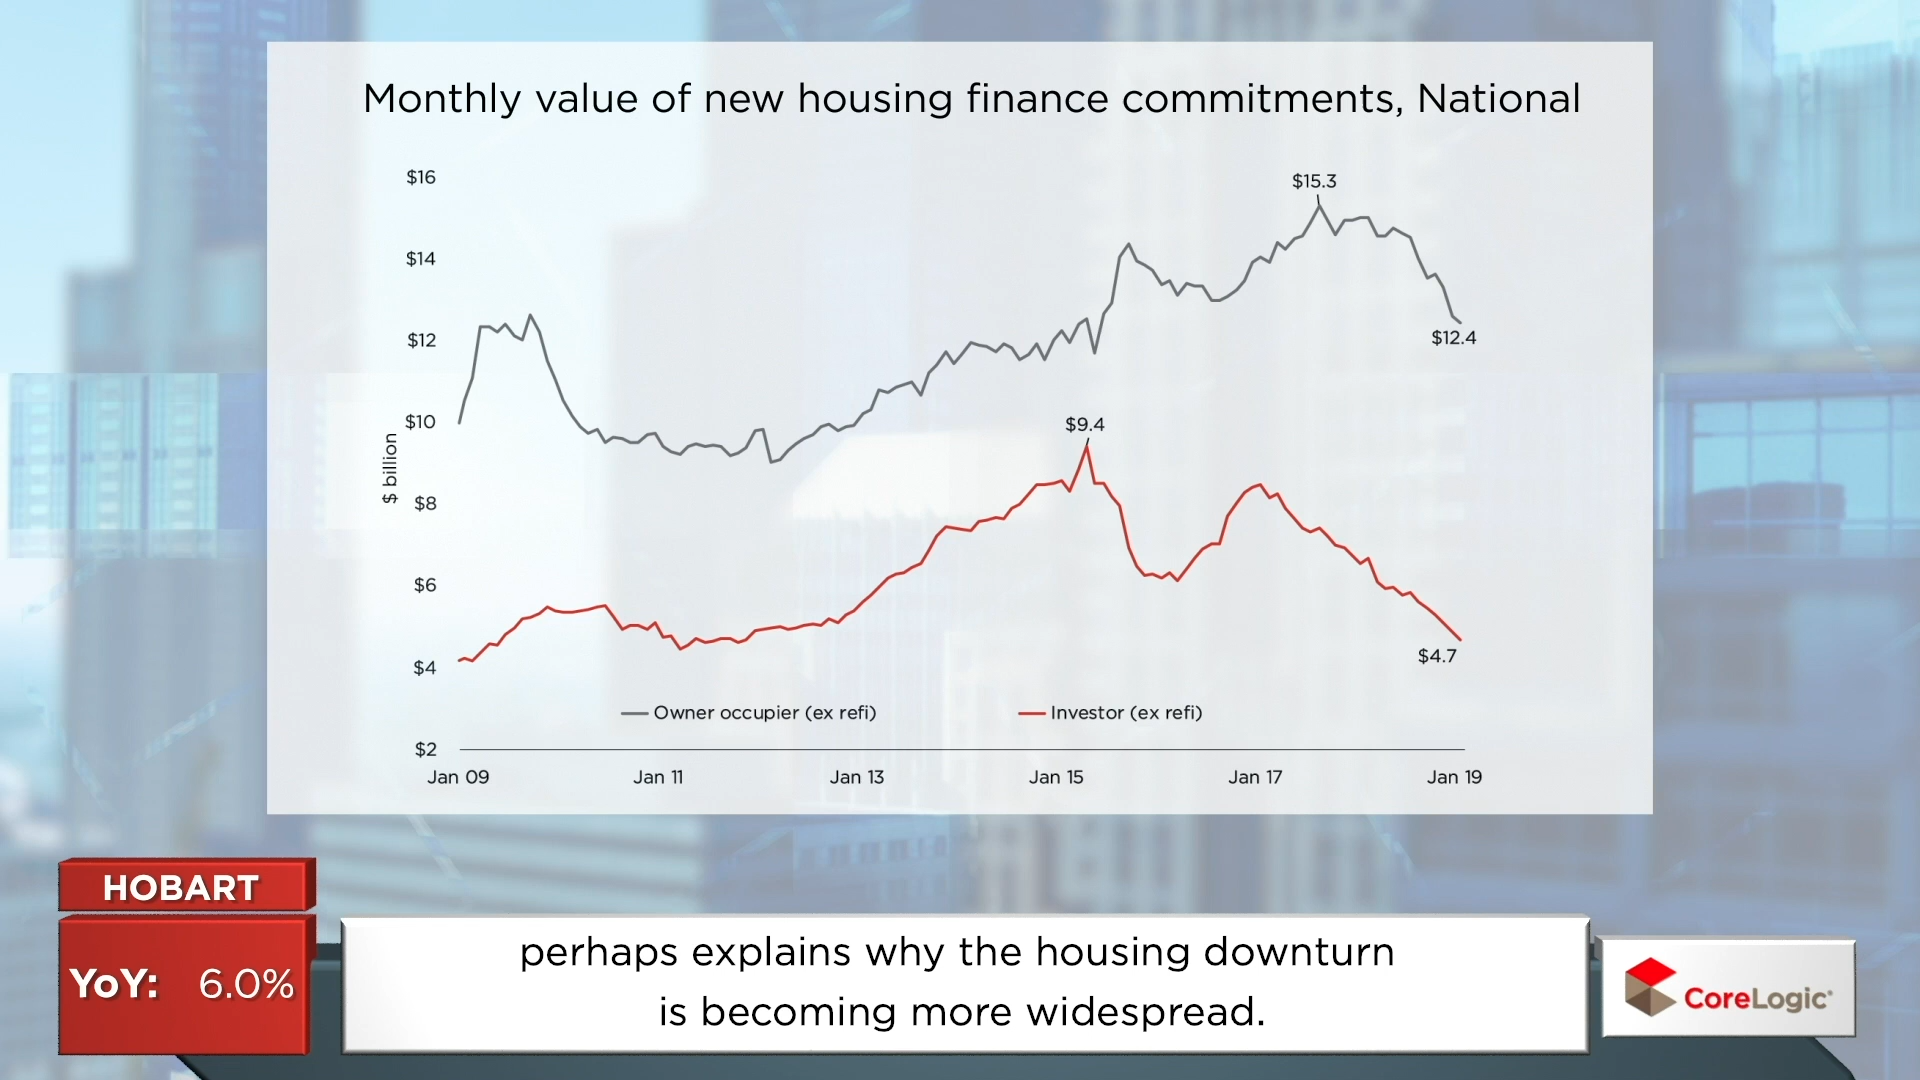 Monthly value of new housing finance commitments, National
$16
$14
$12
$10
$8
$6
$4
$2
$ billion
$15.3
$12.4
$9.4
$4.7
Owner occupier (ex refi)
Investor (ex refi)
Jan 09
Jan 11
Jan 13
Jan 15
Jan 17
Jan 19
HOBART
YoY: 6.0%
perhaps explains why the housing downturn
is becoming more widespread.
CoreLogic